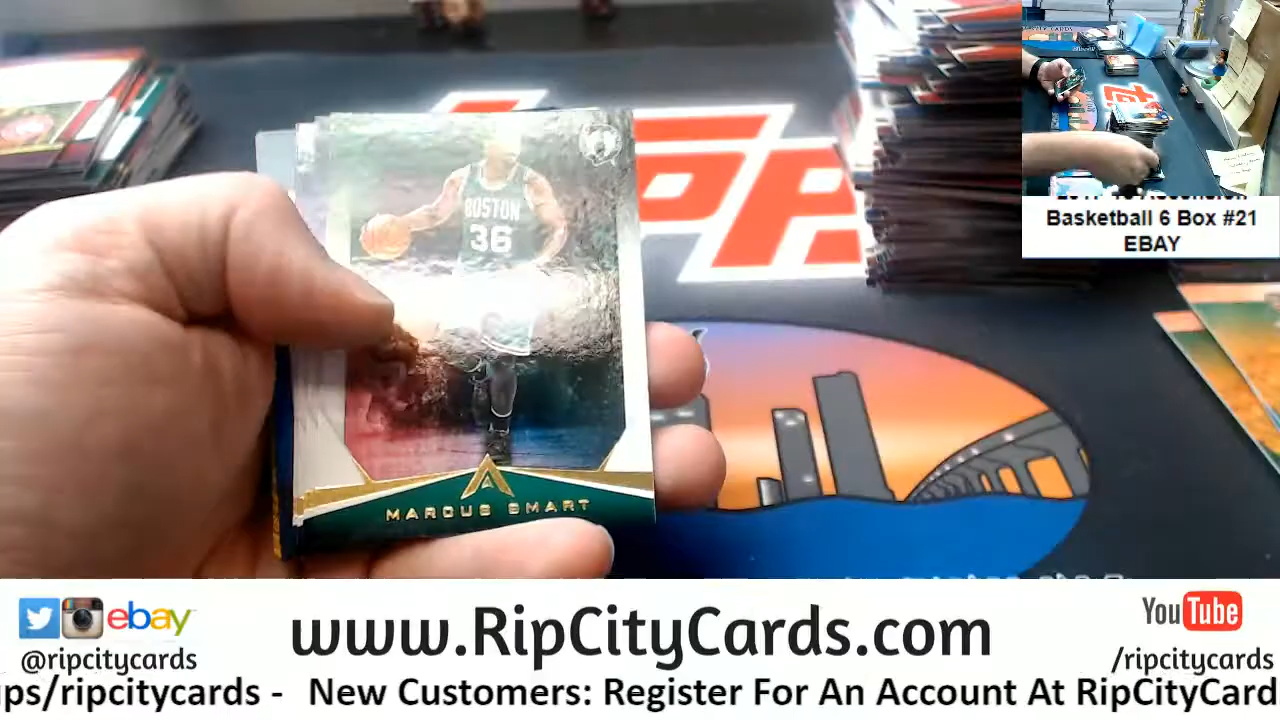 BOSTON
36
MARCUS SMART
Basketball 6 Box #21
EBAY
ebay
@ripcitycards
www.RipCityCards.com
YouTube
/ripcitycards
ps/ripcitycards - New Customers: Register For An Account At RipCityCard